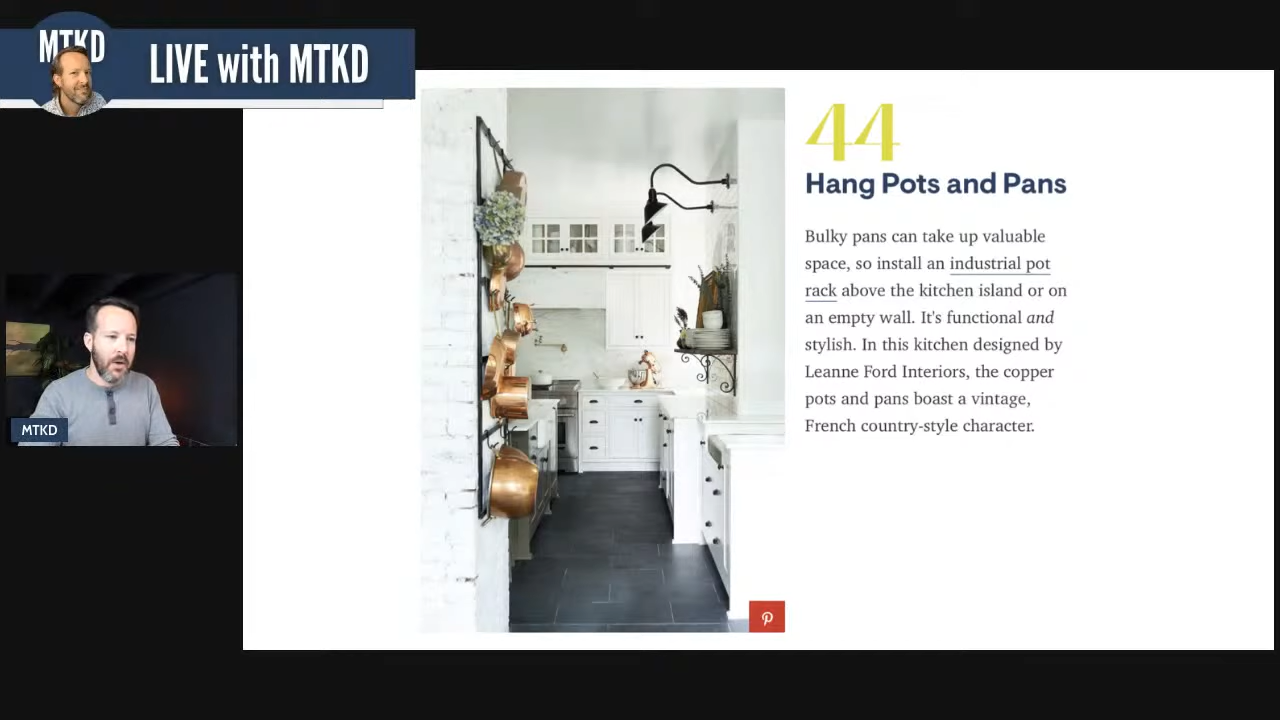 MTKD
LIVE with MTKD
44
Hang Pots and Pans
Bulky pans can take up valuable
space, so install an industrial pot
rack above the kitchen island or on
an empty wall. It's functional and
stylish. In this kitchen designed by
Leanne Ford Interiors, the copper
pots and pans boast a vintage,
French country-style character.
MTKD